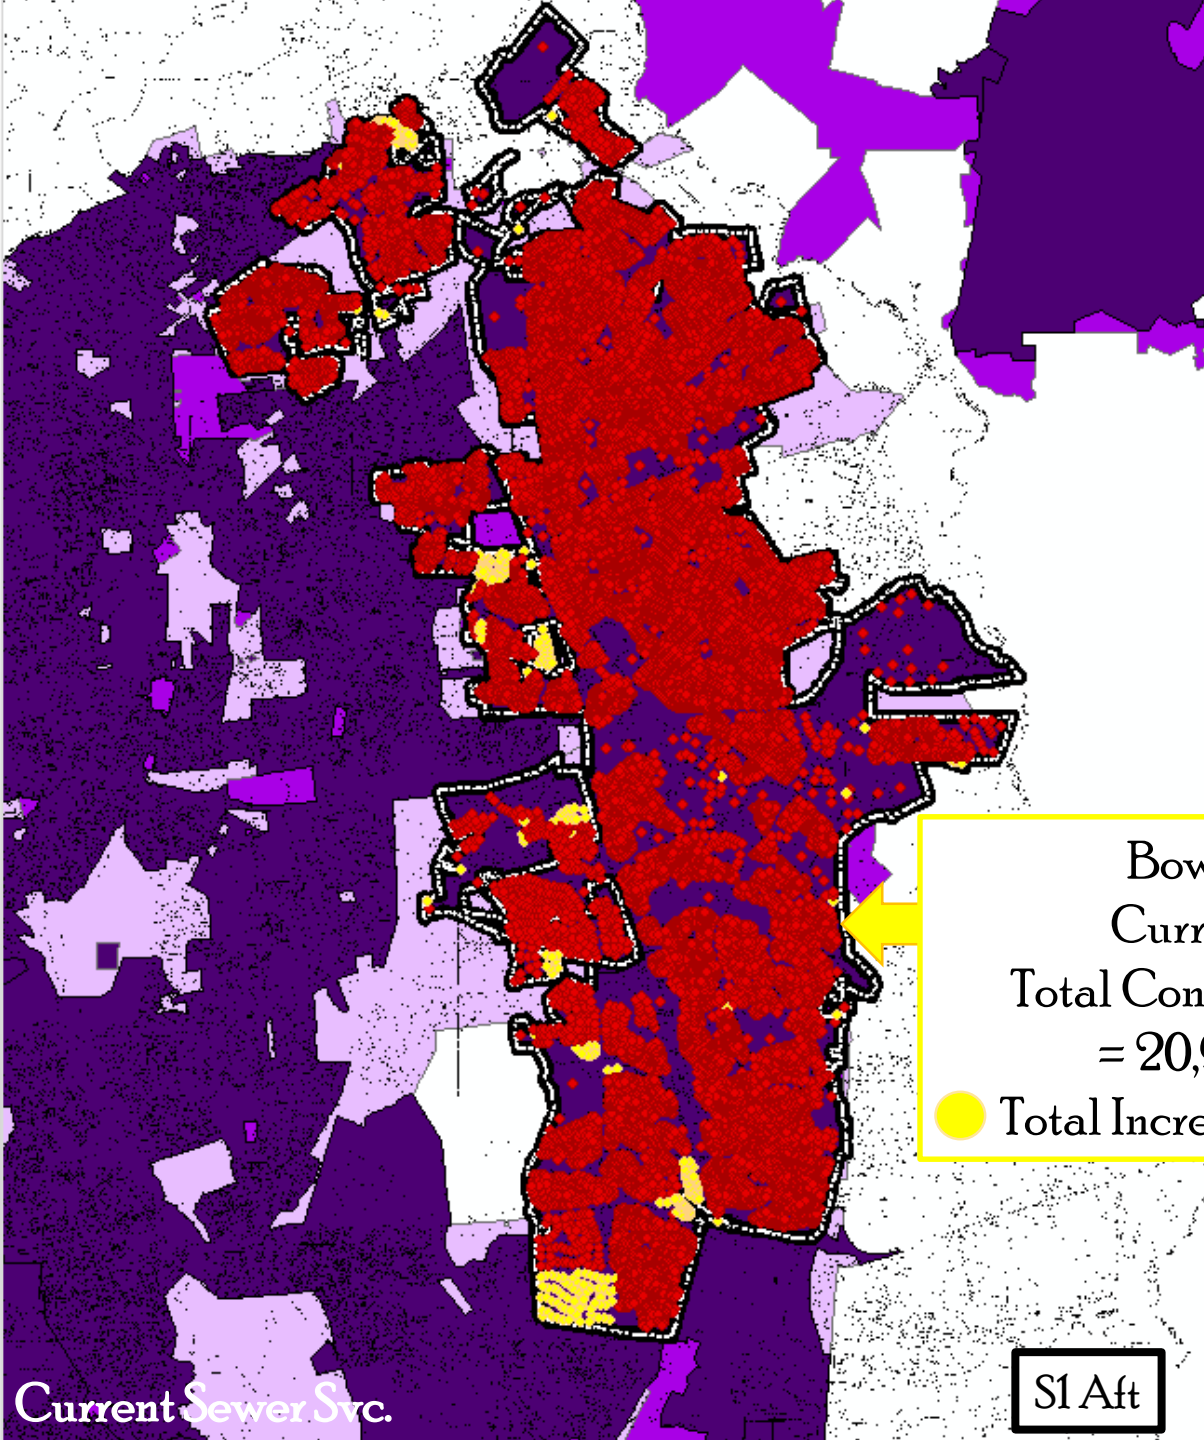 Bow
Curr
Total Con
= 20,
Total Incre
Current Sewer Svc.
S1 Aft